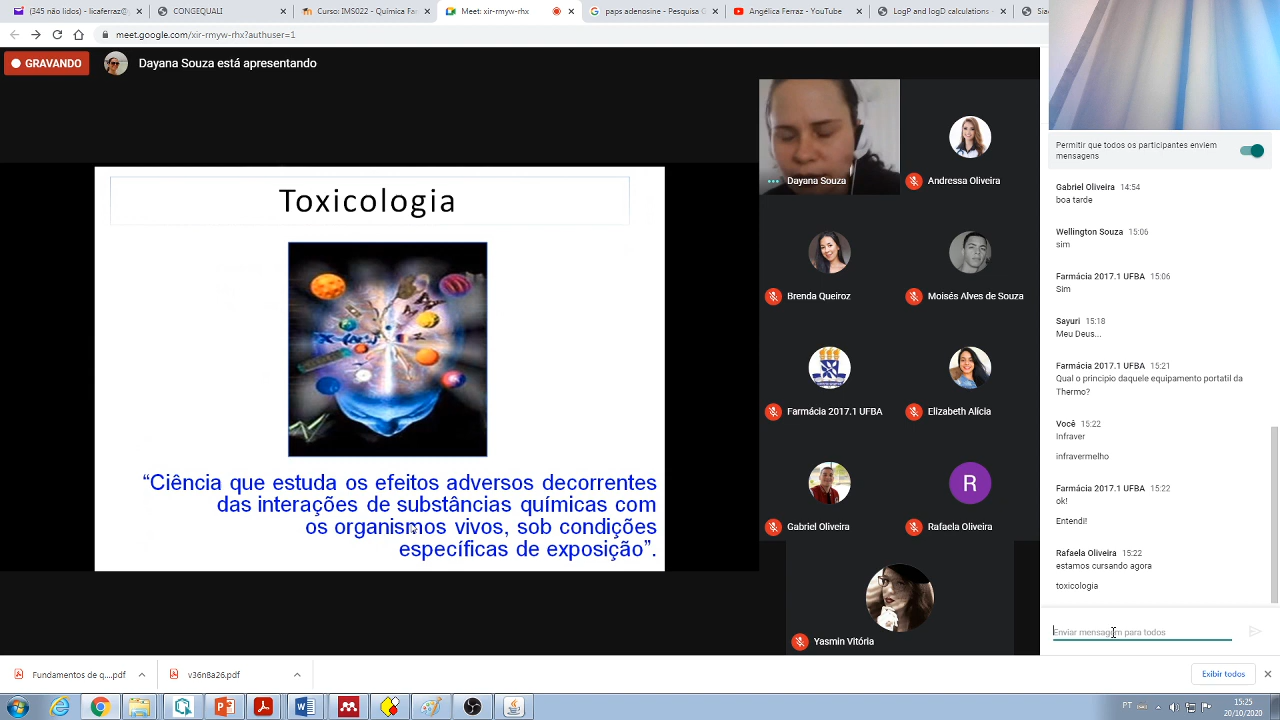 (345 não lidos) - licaferraz@
CONGEQUALI
Curso: IMS022 - Química Far
Meet: xir-rmyw-rhx
paps adenosine - Pesquisa G
Angélica Ferraz - YouTube
LogP and logD calculations -
meet.google.com/xir-rmyw-rhx?authuser=1
GRAVANDO
Dayana Souza está apresentando
Toxicologia
“Ciência que estuda os efeitos adversos decorrentes
das interações de substâncias químicas com
os organismos vivos, sob condições
específicas de exposição”.
Dayana Souza
Andressa Oliveira
Brenda Queiroz
Moisés Alves de Souza
Farmácia 2017.1 UFBA
Elizabeth Alícia
R
Gabriel Oliveira
Rafaela Oliveira
Yasmin Vitória
Permitir que todos os participantes enviem
mensagens
Gabriel Oliveira 14:54
boa tarde
Wellington Souza 15:06
sim
Farmácia 2017.1 UFBA 15:06
Sim
Sayuri 15:18
Meu Deus...
Farmácia 2017.1 UFBA 15:21
Qual o principio daquele equipamento portatil da
Thermo?
Você 15:22
Infraver
infravermelho
Farmácia 2017.1 UFBA 15:22
ok!
Entendi!
Rafaela Oliveira 15:22
estamos cursando agora
toxicologia
Enviar mensagem para todos
Fundamentos de q....pdf
v36n8a26.pdf
Exibir todos
PT
15:25
20/10/2020